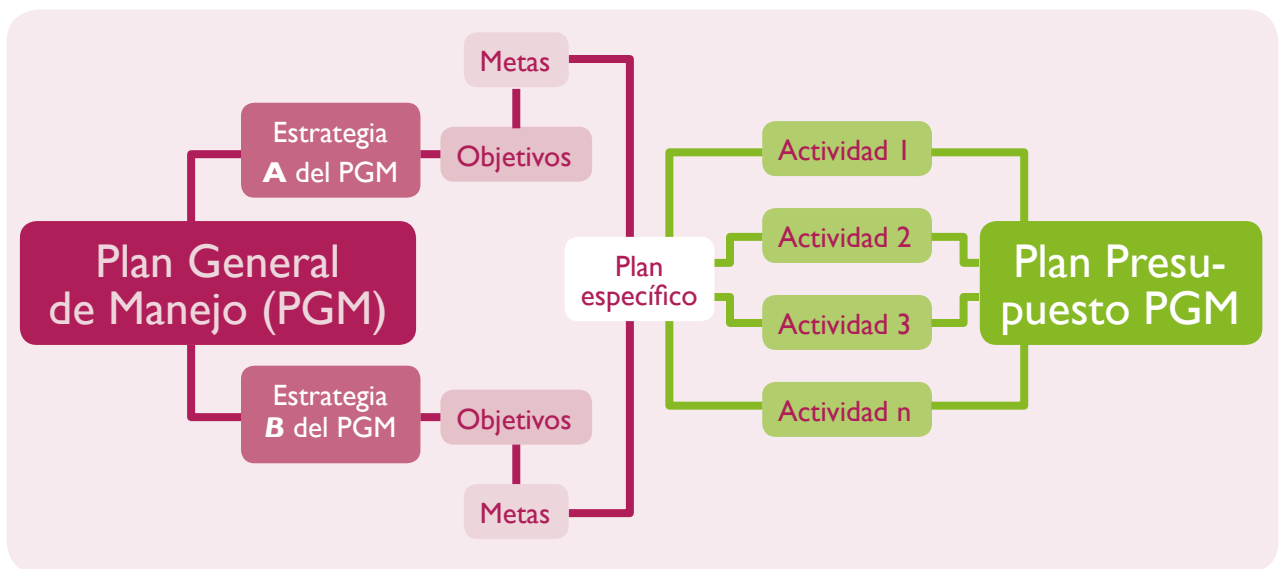 Plan General
de Manejo (PGM)
Estrategia
A del PGM
Objetivos
Metas
Estrategia
B del PGM
Objetivos
Metas
Plan
específico
Actividad 1
Actividad 2
Actividad 3
Actividad n
Plan Presu-
puesto PGM